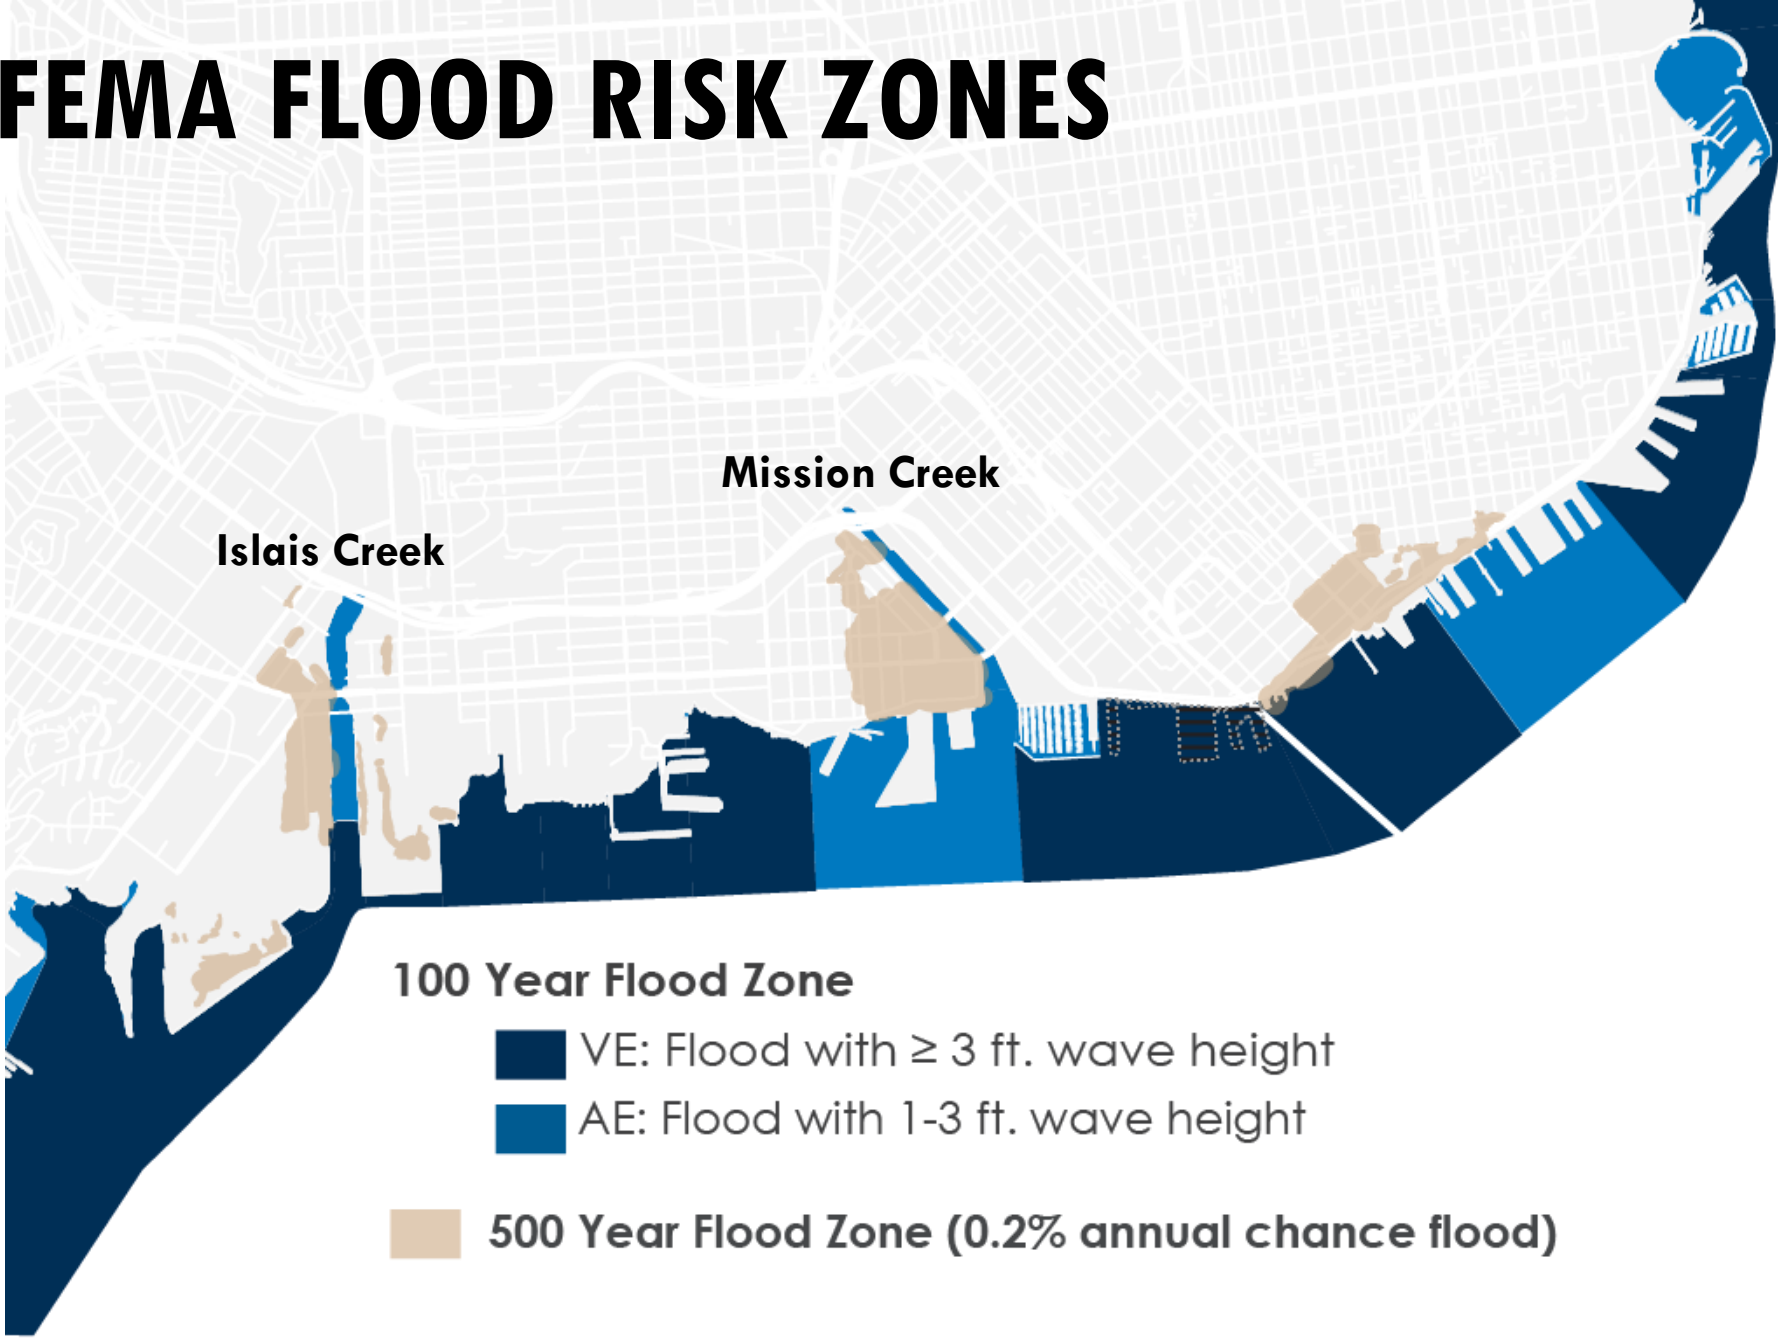 FEMA FLOOD RISK ZONES
Mission Creek
Islais Creek
100 Year Flood Zone
VE: Flood with ≥ 3 ft. wave height
AE: Flood with 1-3 ft. wave height
500 Year Flood Zone (0.2% annual chance flood)